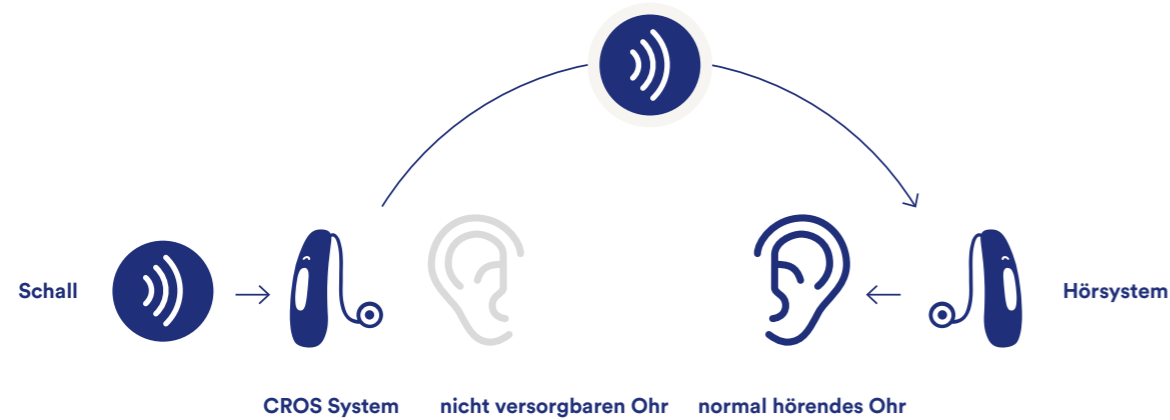 Schall
Hörsystem
CROS System
nicht versorgbaren Ohr
normal hörendes Ohr